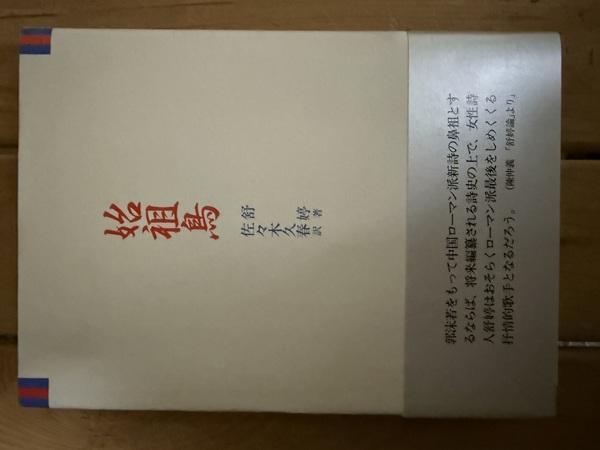 始祖鳥
舒婷 著
佐々木久春 訳
郭沫若をもって中国ローマン派新詩の鼻祖とす
るならば、将来編纂される詩史の上で、女性詩
人舒婷はおそらくローマン派最後をしめくくる
抒情的歌手となるだろう。（陳仲義「舒婷論」より）